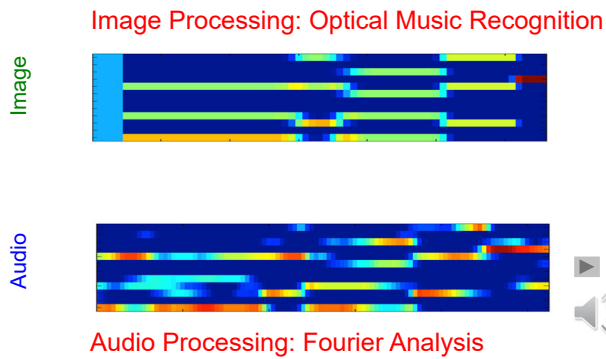 Image Processing: Optical Music Recognition
Image
Audio
Audio Processing: Fourier Analysis